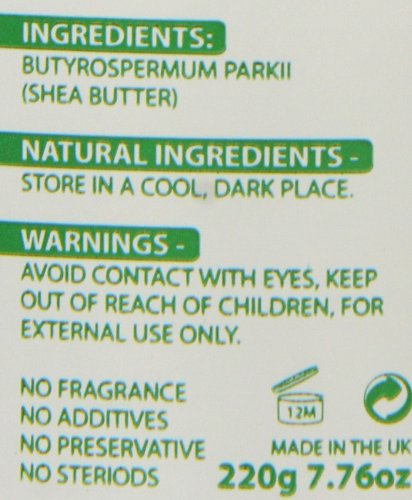 INGREDIENTS:
BUTYROSPERMUM PARKII
(SHEA BUTTER)
NATURAL INGREDIENTS -
STORE IN A COOL, DARK PLACE.
WARNINGS -
AVOID CONTACT WITH EYES, KEEP
OUT OF REACH OF CHILDREN, FOR
EXTERNAL USE ONLY.
NO FRAGRANCE
NO ADDITIVES
NO PRESERVATIVE
NO STERIODS
12M
MADE IN THE UK
220g 7.76oz